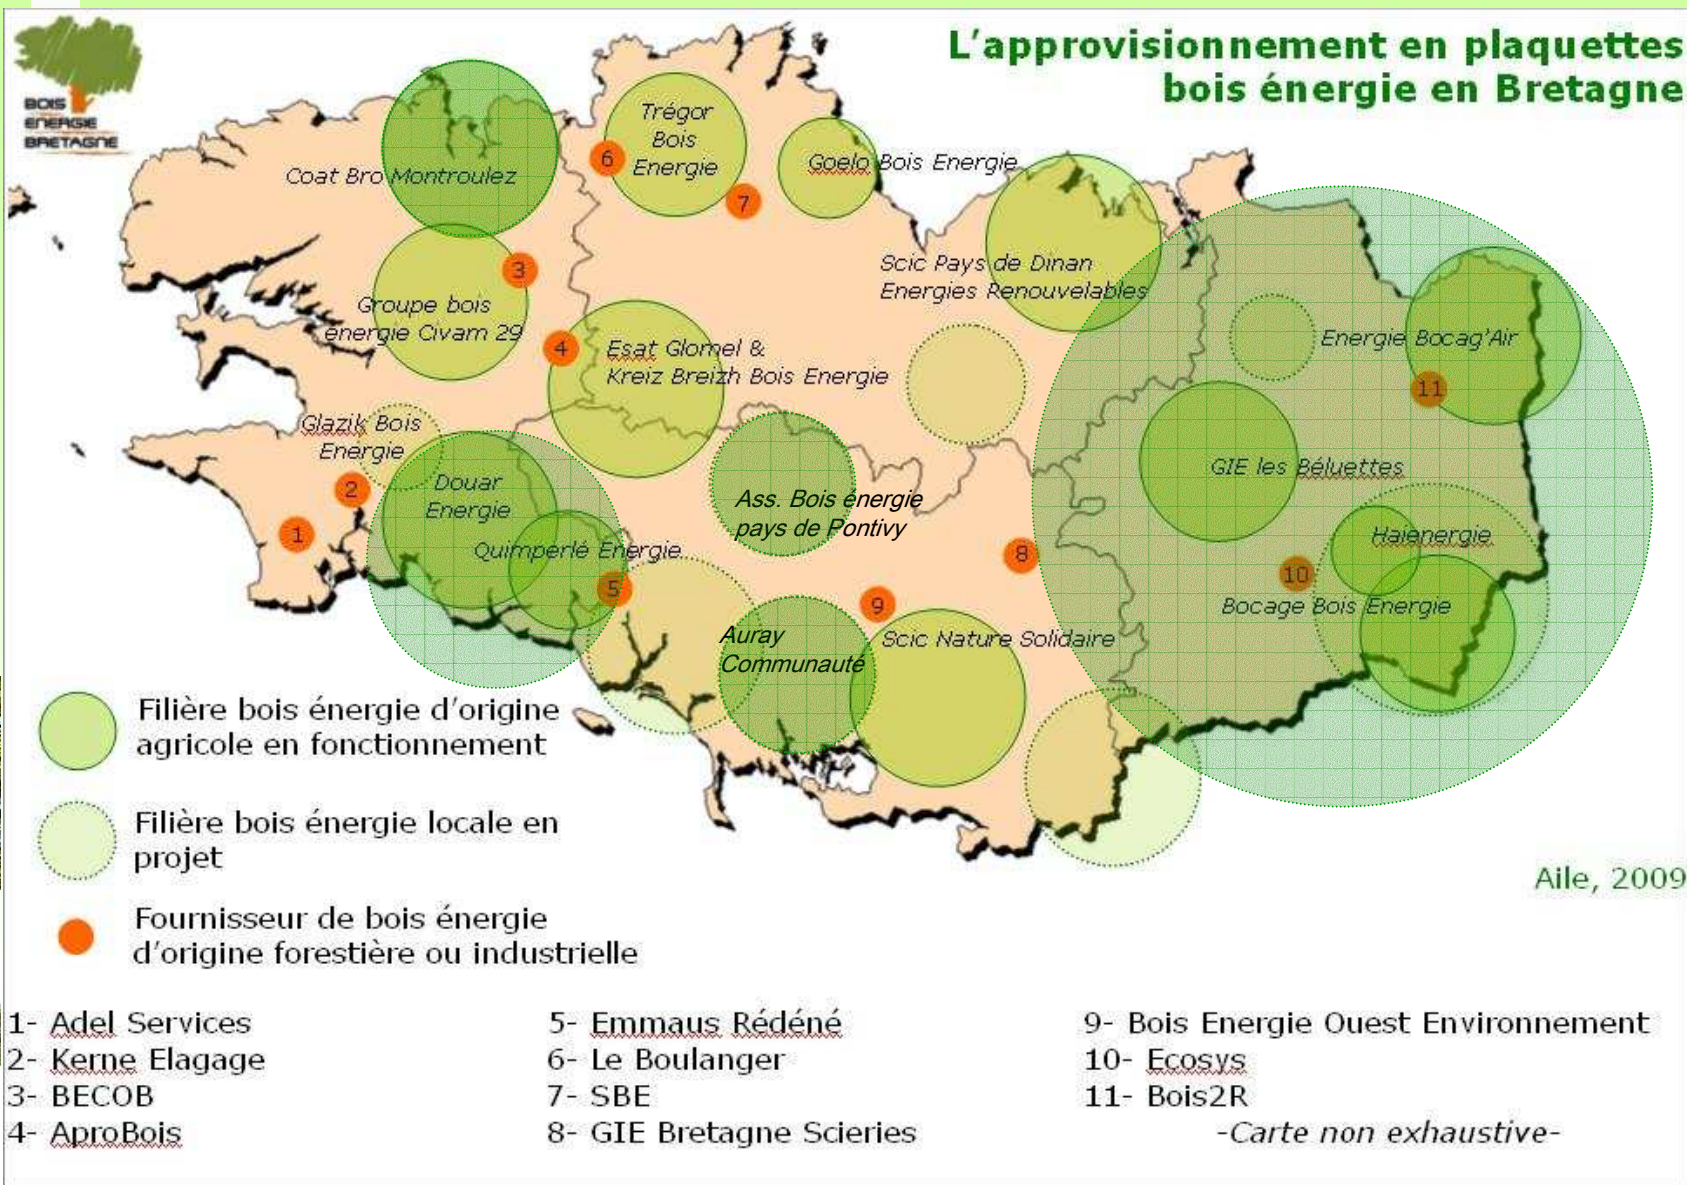 L'approvisionnement en plaquettes
bois énergie en Bretagne
BOIS
ENERGIE
BRETAGNE
Coat Bro Montroulez
Trégor
Bois
Energie
6
7
Goelo Bois Energie
3
Groupe bois
énergie Civam 29
4
Esat Glomel &
Kreiz Breizh Bois Energie
Scic Pays de Dinan
Energies Renouvelables
Energie Bocag'Air
11
Glazik Bois
Energie
2
1
Douar
Energie
Quimperlé Energie
5
Ass. Bois énergie
pays de Pontivy
GIE les Béluettes
Haienergie
8
10
9
Bocage Bois Energie
Auray
Communauté
Scic Nature Solidaire
Filière bois énergie d'origine
agricole en fonctionnement
Filière bois énergie locale en
projet
Fournisseur de bois énergie
d'origine forestière ou industrielle
Aile, 2009
1- Adel Services
2- Kerne Elagage
3- BECOB
4- AproBois
5- Emmaus Rédéné
6- Le Boulanger
7- SBE
8- GIE Bretagne Scieries
9- Bois Energie Ouest Environnement
10- Ecosys
11- Bois2R
-Carte non exhaustive-